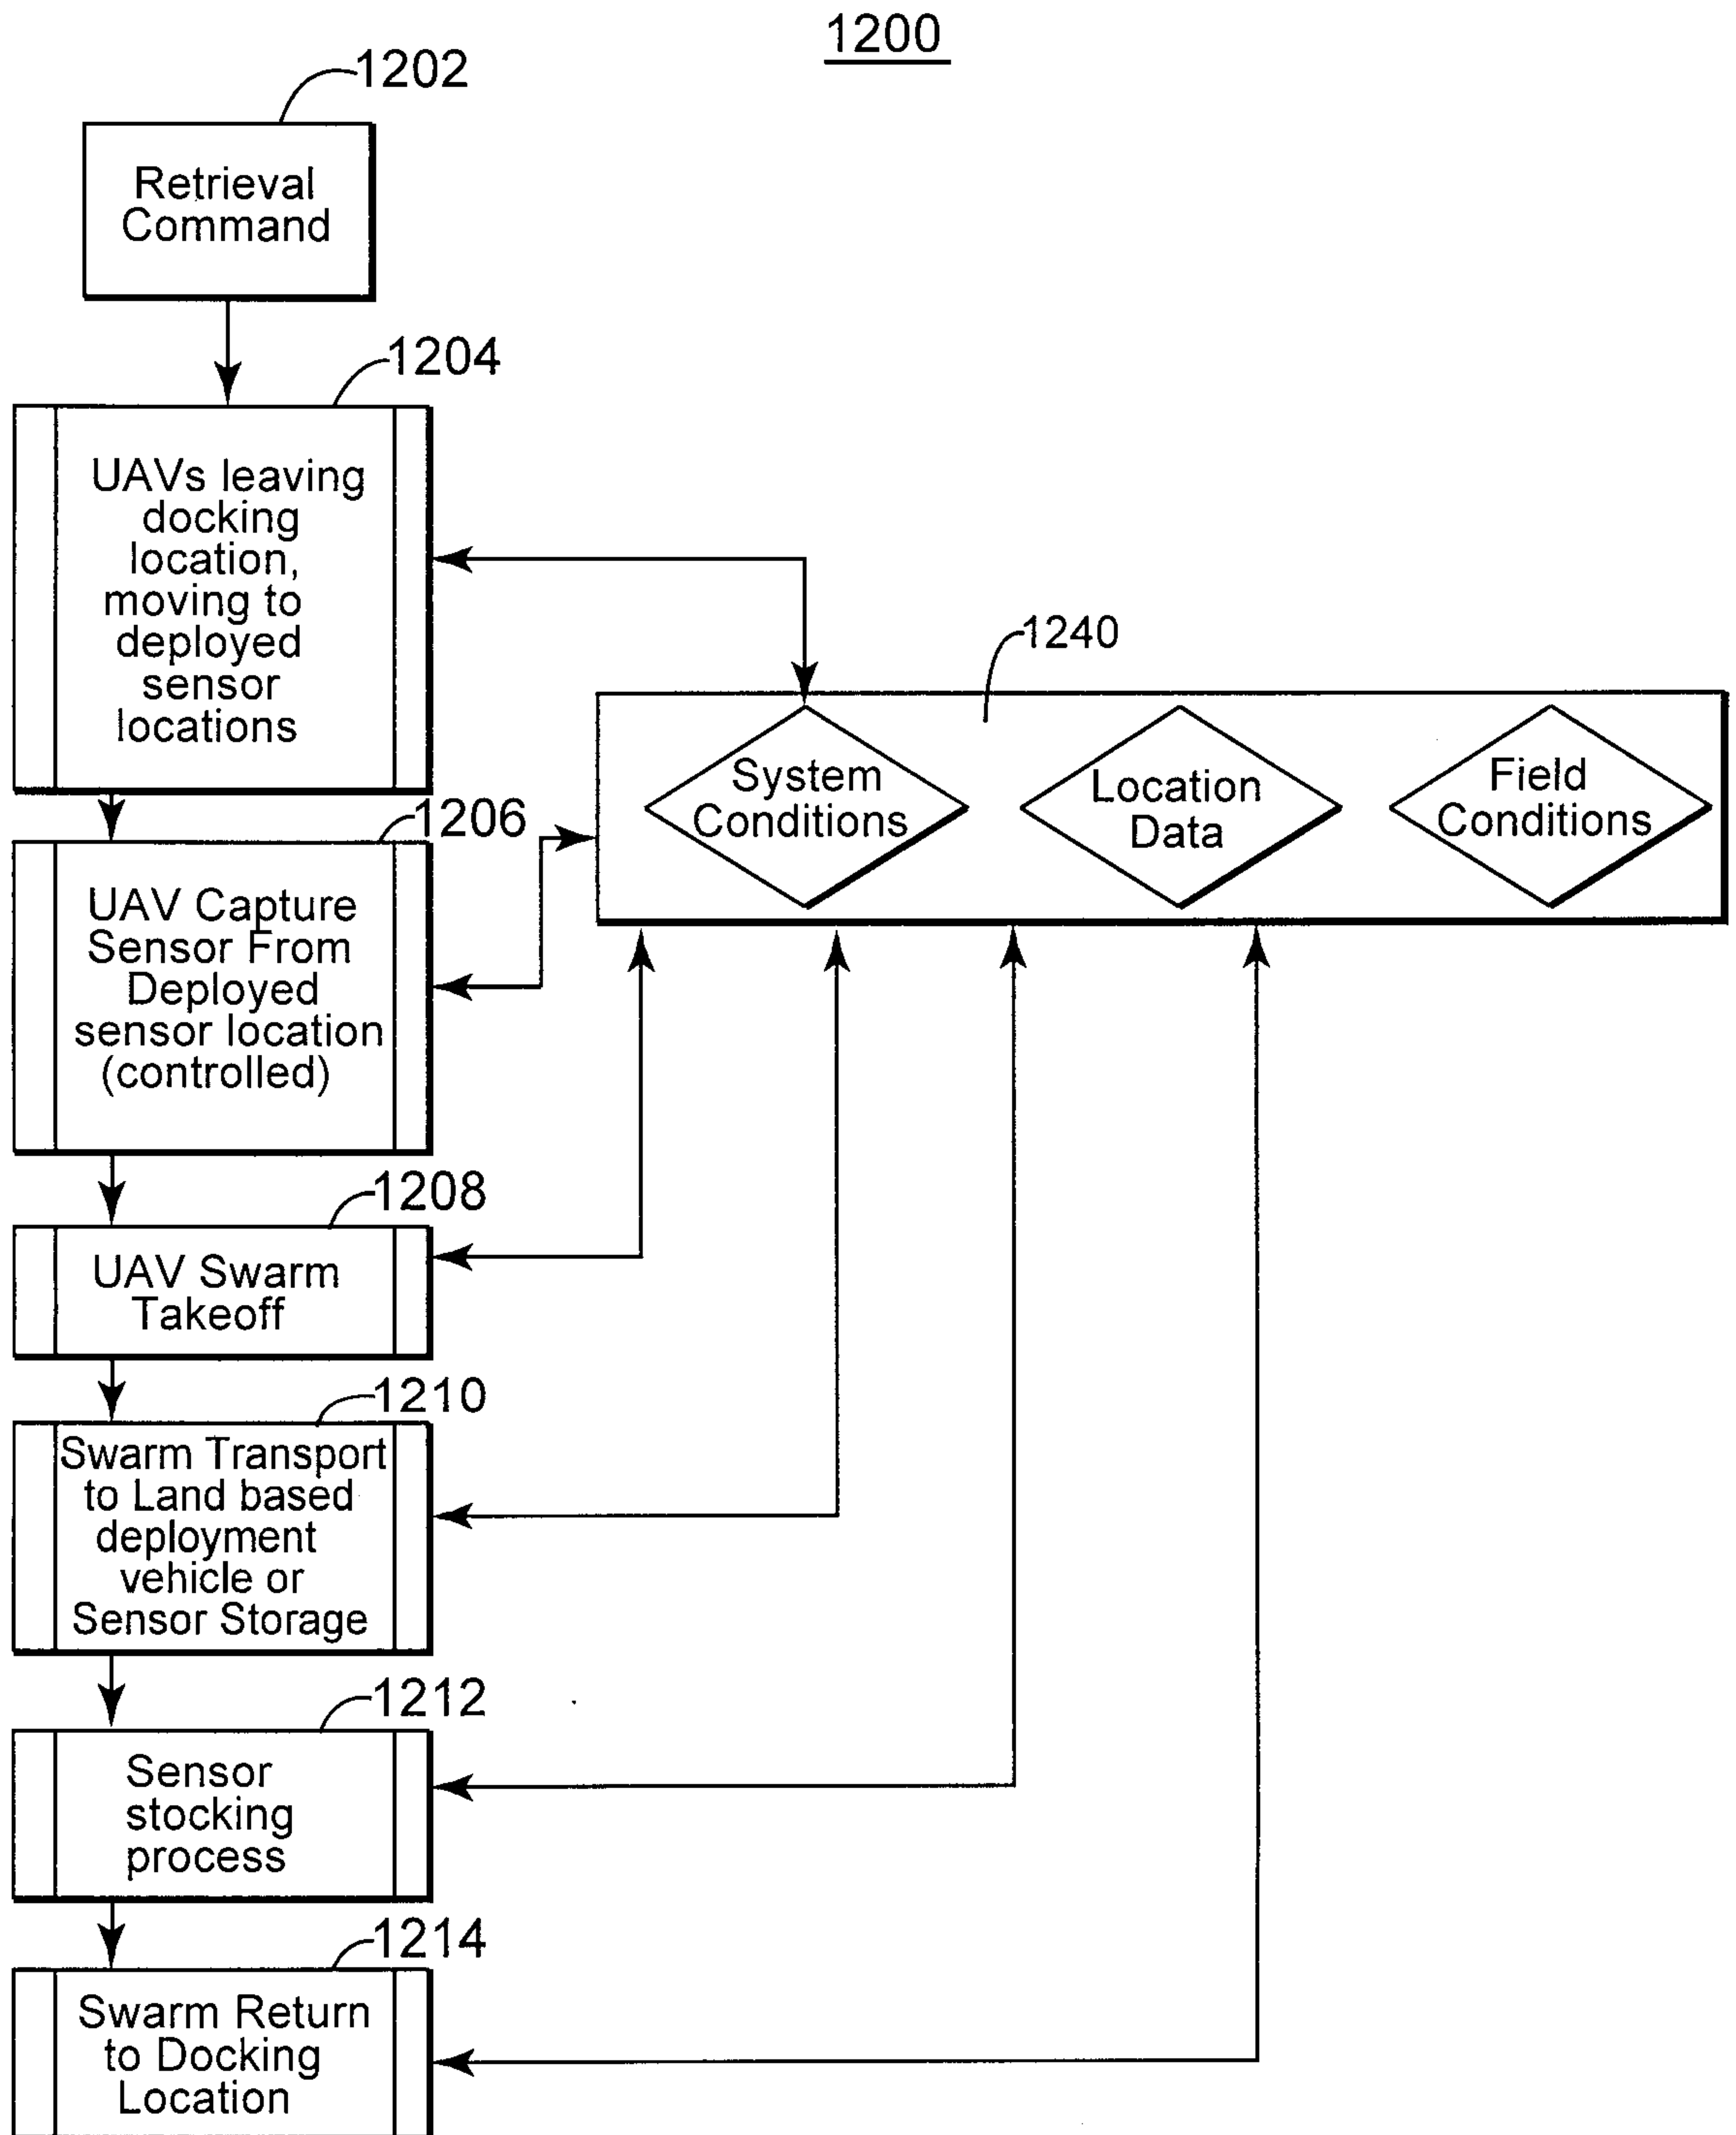 1200
1202
Retrieval
Command
1204
UAVs leaving
docking
location,
moving to
deployed
sensor
locations
1240
System
Conditions
Location
Data
Field
Conditions
1206
UAV Capture
Sensor From
Deployed
sensor location
(controlled)
1208
UAV Swarm
Takeoff
1210
Swarm Transport
to Land based
deployment
vehicle or
Sensor Storage
1212
Sensor
stocking
process
1214
Swarm Return
to Docking
Location